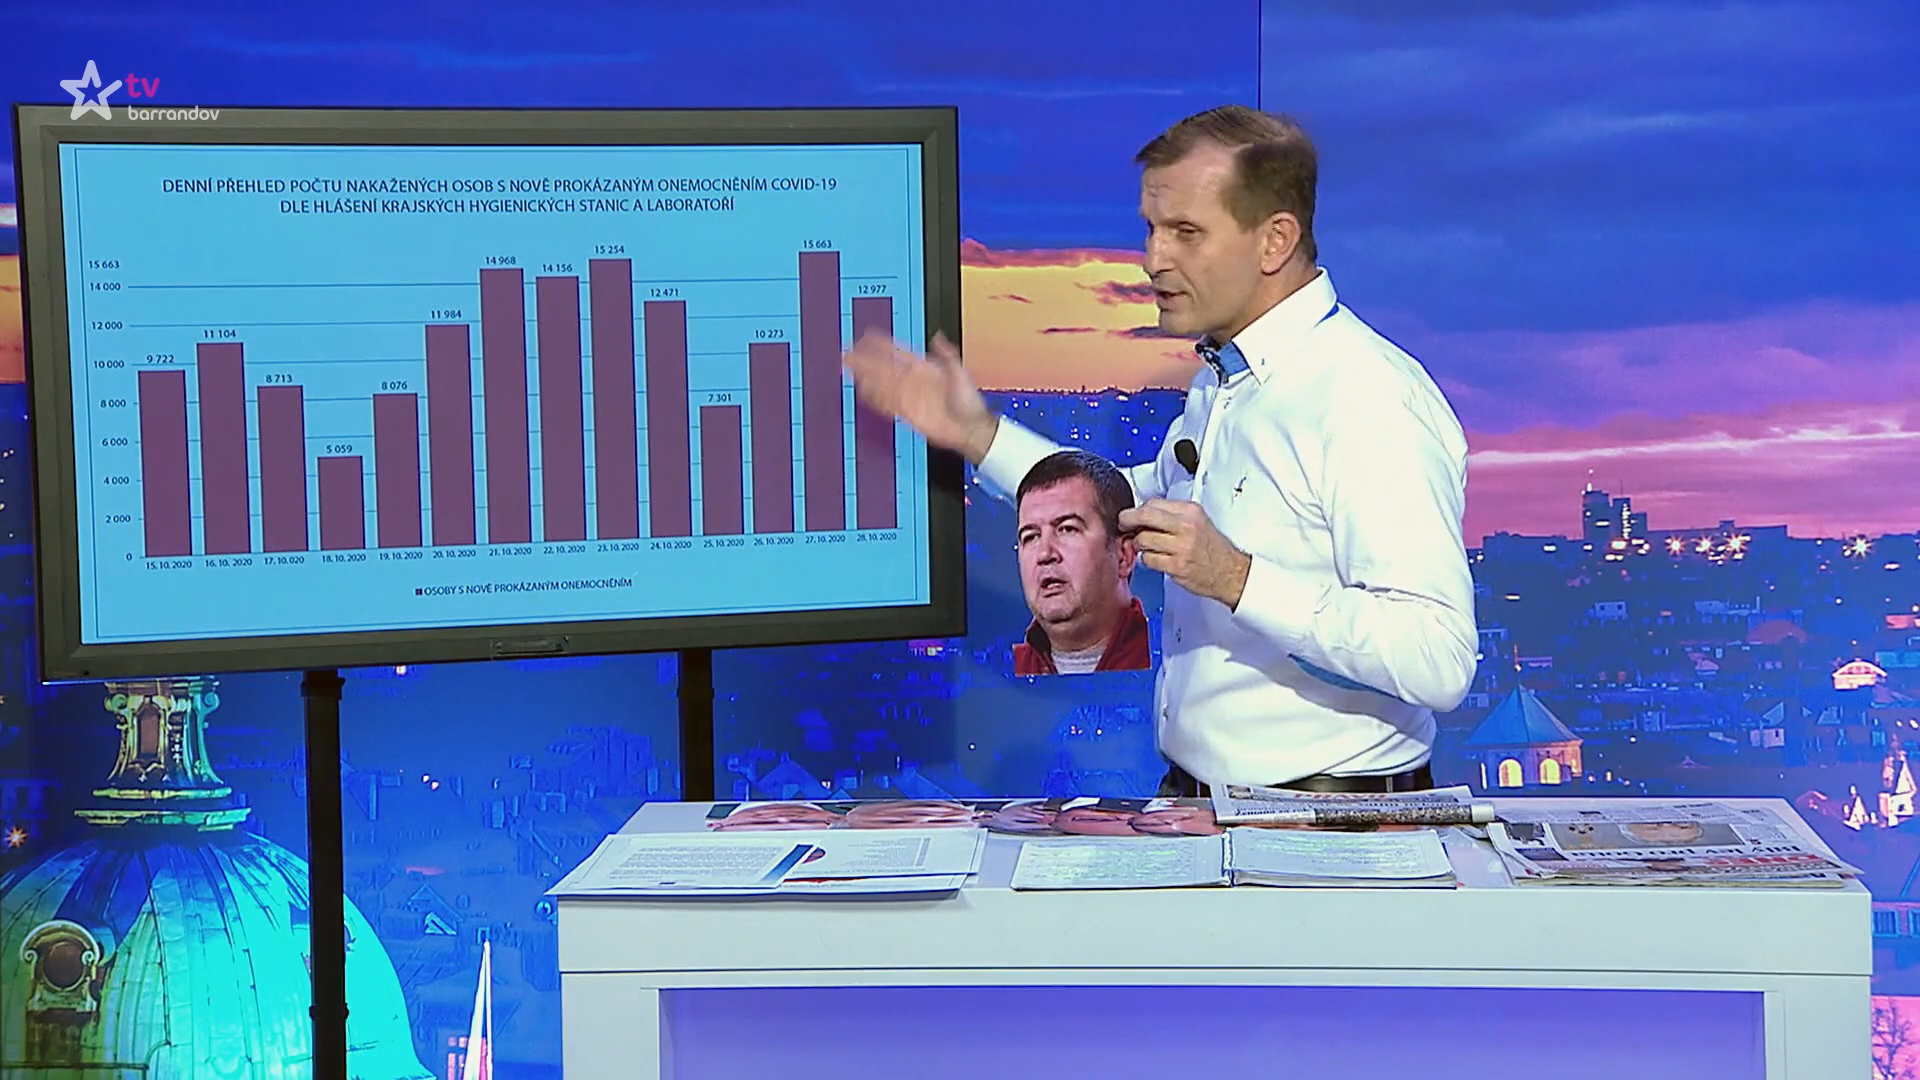 tv
barrandov
DENNÍ PŘEHLED POČTU NAKAŽENÝCH OSOB S NOVĚ PROKÁZANÝM ONEMOCNĚNÍM COVID-19
DLE HLÁŠENÍ KRAJSKÝCH HYGIENICKÝCH STANIC A LABORATOŘÍ
15 663
14 000
12 000
10 000
8 000
6 000
4 000
2 000
0
9 722
11 104
8 713
5 059
8 076
11 984
14 968
14 156
15 254
12 471
7 301
10 273
15 663
12 977
15. 10. 2020
16. 10. 2020
17. 10. 020
18. 10. 2020
19. 10. 2020
20. 10. 2020
21. 10. 2020
22. 10. 2020
23. 10. 2020
24. 10. 2020
25. 10. 2020
26. 10. 2020
27. 10. 2020
28. 10. 2020
OSOBY S NOVĚ PROKÁZANÝM ONEMOCNĚNÍM